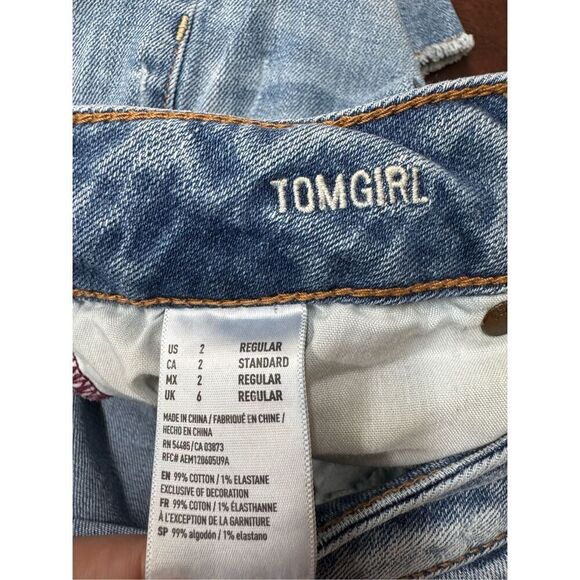 TOMGIRL
US 2 REGULAR
CA 2 STANDARD
MX 2 REGULAR
UK 6 REGULAR
MADE IN CHINA / FABRIQUÉ EN CHINE /
HECHO EN CHINA
RN 54485/CA 03873
RFC# AEM120605U9A
EN 99% COTTON / 1% ELASTANE
EXCLUSIVE OF DECORATION
FR 99% COTON / 1% ÉLASTHANNE
À L'EXCEPTION DE LA GARNITURE
SP 99% algodón / 1% elastano